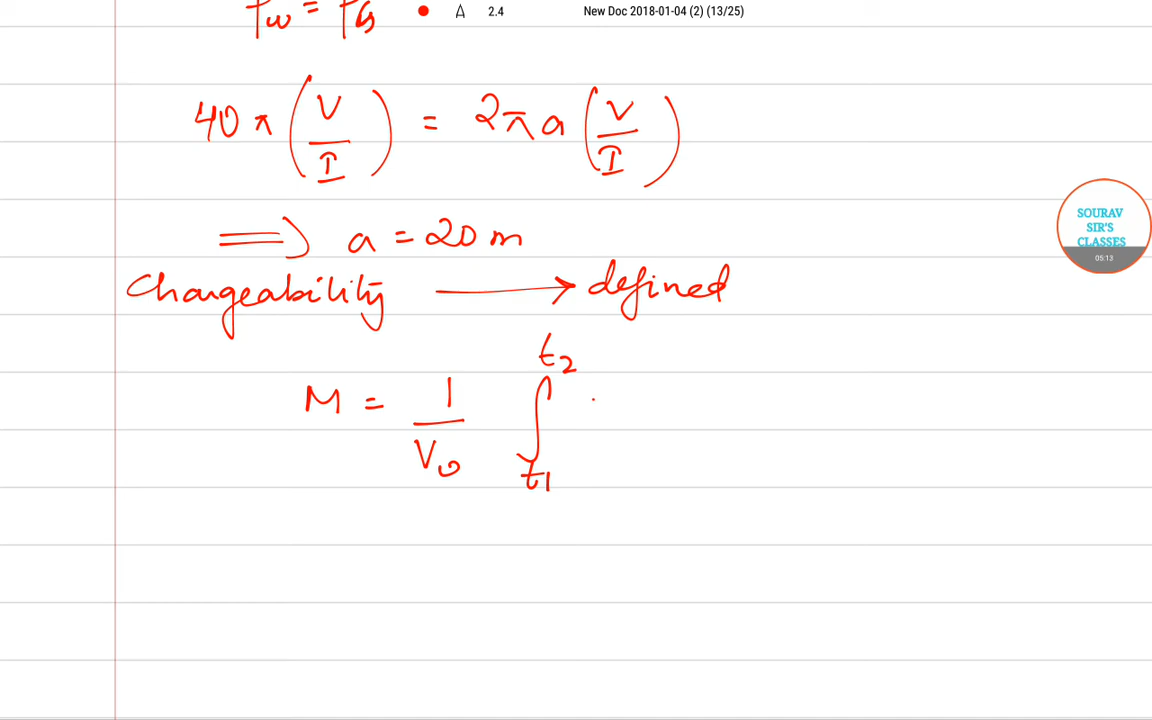 ρw = ρG A 2.4 New Doc 2018-01-04 (2) (13/25)
40π (V/I) = 2πa (V/I)
⟹ a = 20 m
SOURAV
SIR'S
CLASSES
05:13
Chargeability ⟶ defined
M = 1/V₀ ∫ t₁ t₂